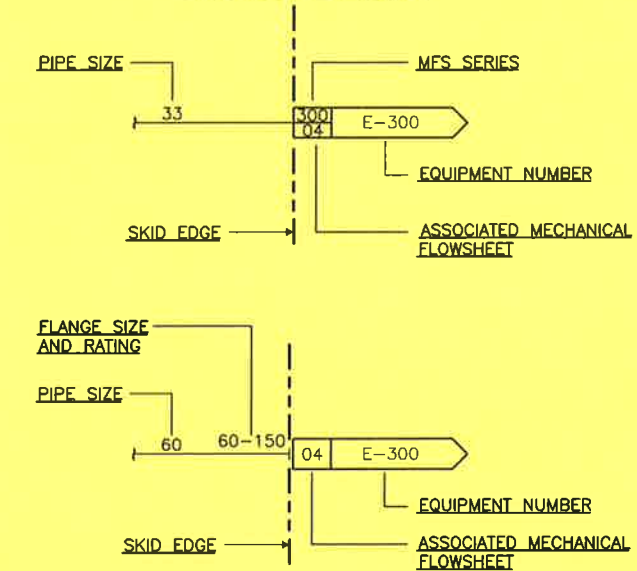 PIPE SIZE
MFS SERIES
33
300
04
E-300
EQUIPMENT NUMBER
SKID EDGE
ASSOCIATED MECHANICAL
FLOWSHEET
FLANGE SIZE
AND RATING
PIPE SIZE
60
60-150
04
E-300
EQUIPMENT NUMBER
SKID EDGE
ASSOCIATED MECHANICAL
FLOWSHEET